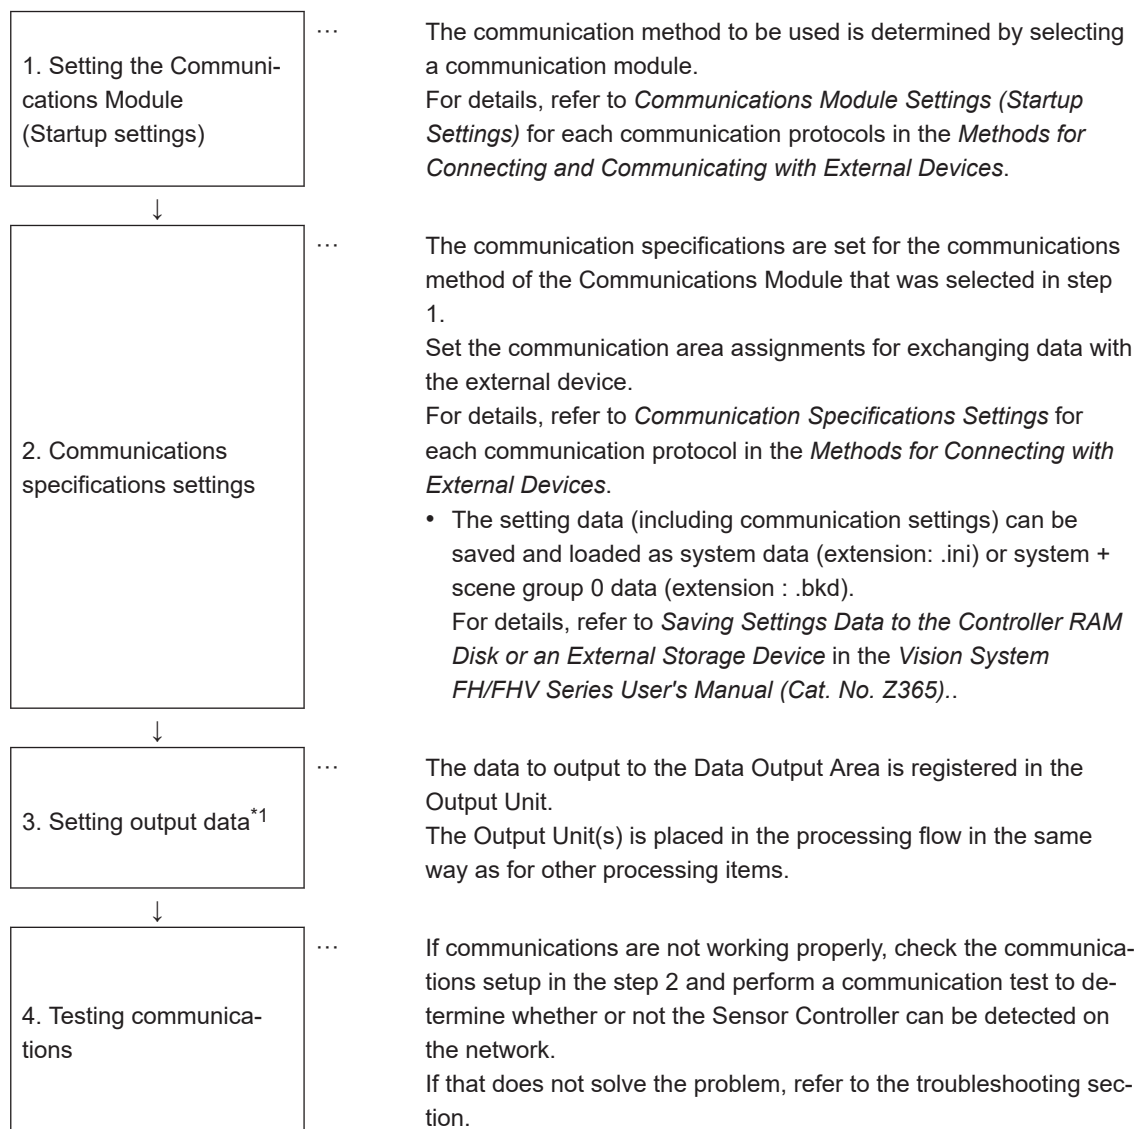 1. Setting the Communi-
cations Module
(Startup settings)
…
The communication method to be used is determined by selecting
a communication module.
For details, refer to Communications Module Settings (Startup
Settings) for each communication protocols in the Methods for
Connecting and Communicating with External Devices.
↓
2. Communications
specifications settings
…
The communication specifications are set for the communications
method of the Communications Module that was selected in step
1.
Set the communication area assignments for exchanging data with
the external device.
For details, refer to Communication Specifications Settings for
each communication protocol in the Methods for Connecting with
External Devices.
• The setting data (including communication settings) can be
saved and loaded as system data (extension: .ini) or system +
scene group 0 data (extension : .bkd).
For details, refer to Saving Settings Data to the Controller RAM
Disk or an External Storage Device in the Vision System
FH/FHV Series User's Manual (Cat. No. Z365)..
↓
3. Setting output data*1
…
The data to output to the Data Output Area is registered in the
Output Unit.
The Output Unit(s) is placed in the processing flow in the same
way as for other processing items.
↓
4. Testing communica-
tions
…
If communications are not working properly, check the communica-
tions setup in the step 2 and perform a communication test to de-
termine whether or not the Sensor Controller can be detected on
the network.
If that does not solve the problem, refer to the troubleshooting sec-
tion.